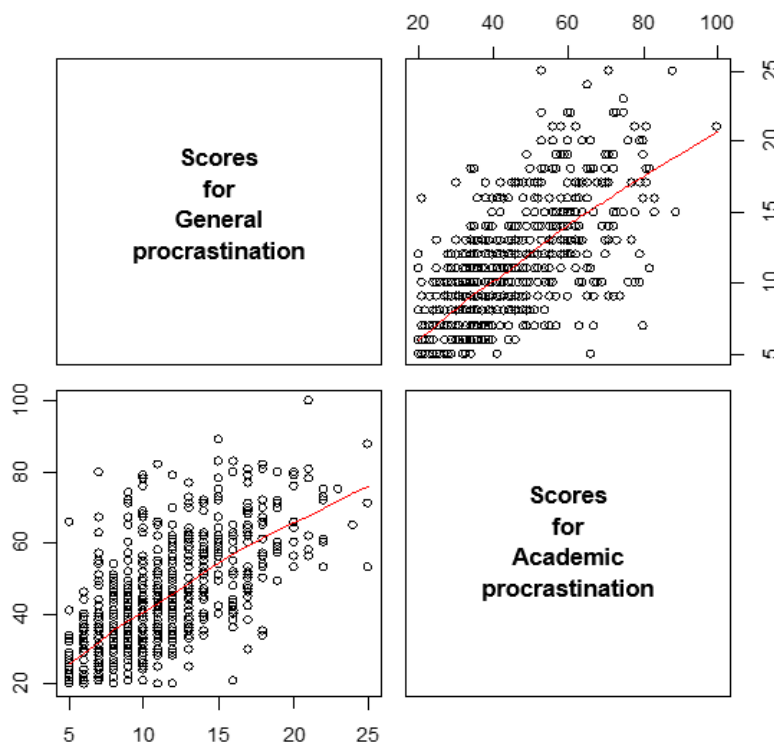 20 40 60 80 100
Scores
for
General
procrastination
25
20
15
10
5
100
80
60
40
20
Scores
for
Academic
procrastination
5 10 15 20 25